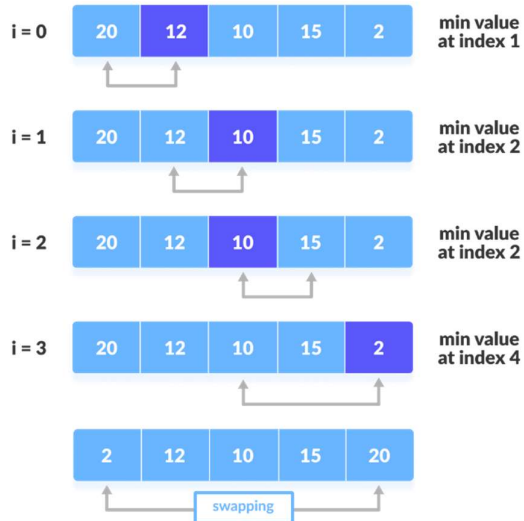 i = 0 20 12 10 15 2 min value
at index 1
i = 1 20 12 10 15 2 min value
at index 2
i = 2 20 12 10 15 2 min value
at index 2
i = 3 20 12 10 15 2 min value
at index 4
2 12 10 15 20
swapping